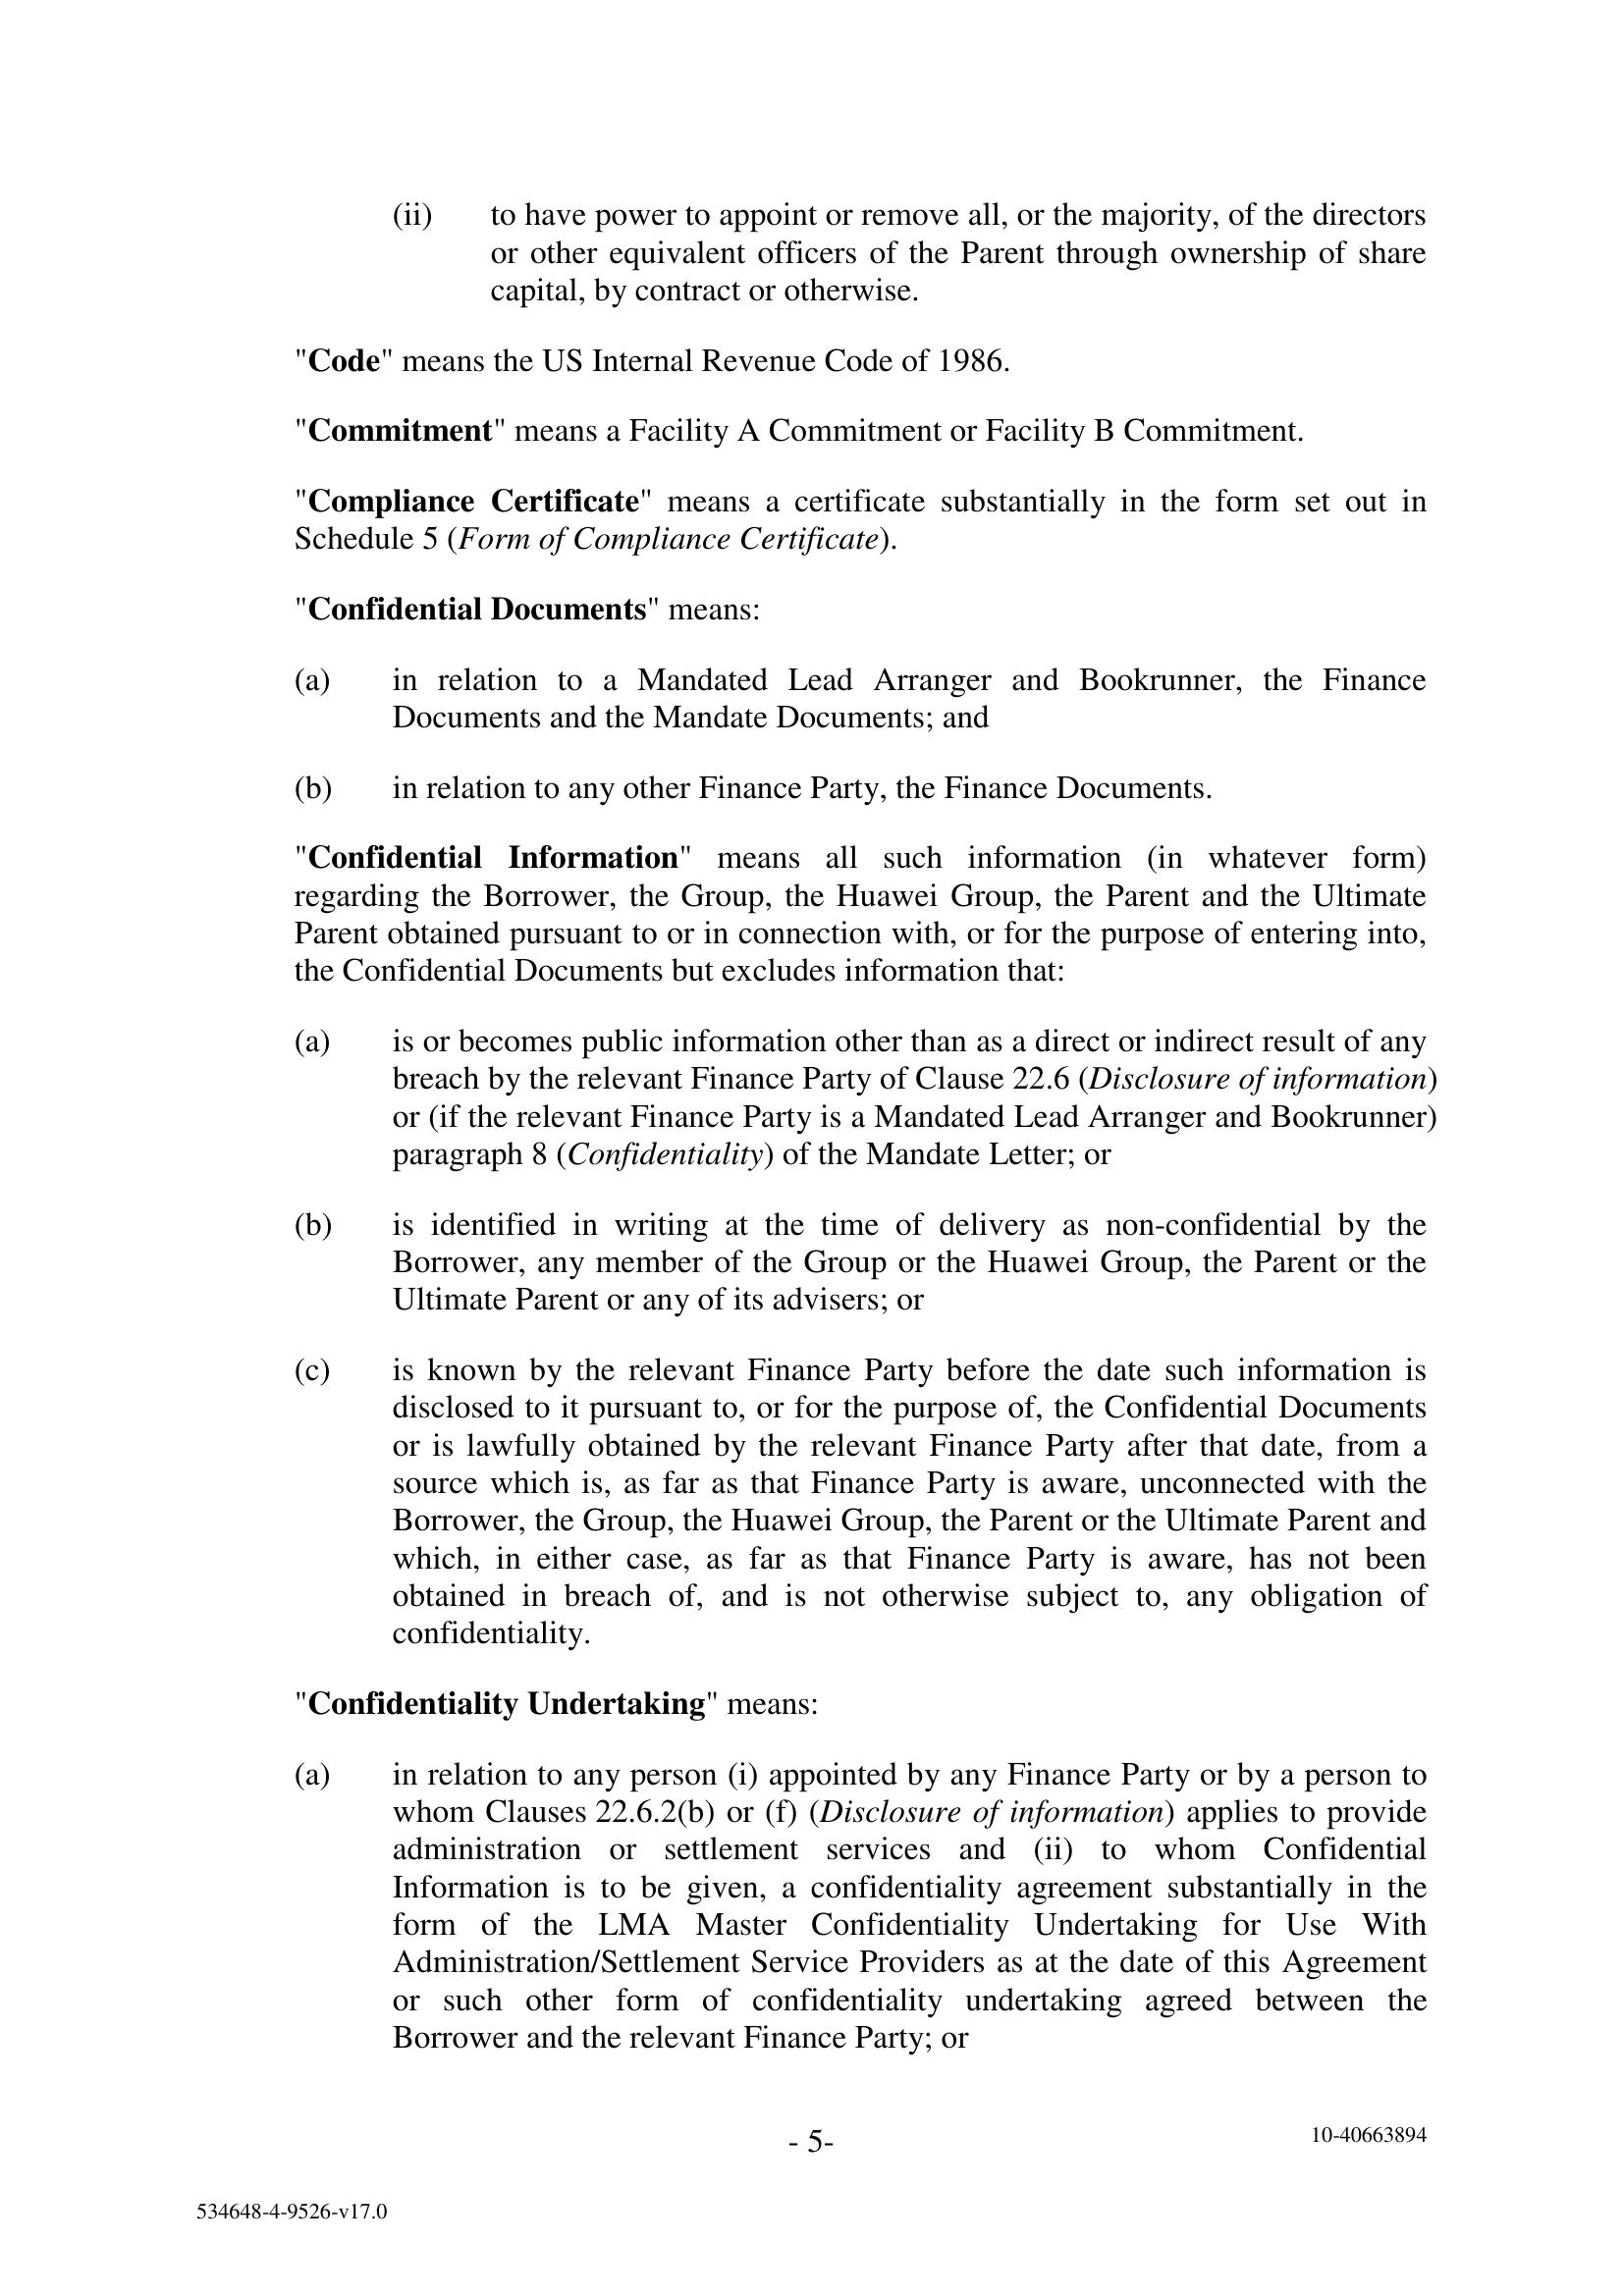 (ii) to have power to appoint or remove all, or the majority, of the directors
or other equivalent officers of the Parent through ownership of share
capital, by contract or otherwise.
"Code" means the US Internal Revenue Code of 1986.
"Commitment" means a Facility A Commitment or Facility B Commitment.
"Compliance Certificate" means a certificate substantially in the form set out in
Schedule 5 (Form of Compliance Certificate).
"Confidential Documents" means:
(a) in relation to a Mandated Lead Arranger and Bookrunner, the Finance
Documents and the Mandate Documents; and
(b) in relation to any other Finance Party, the Finance Documents.
"Confidential Information" means all such information (in whatever form)
regarding the Borrower, the Group, the Huawei Group, the Parent and the Ultimate
Parent obtained pursuant to or in connection with, or for the purpose of entering into,
the Confidential Documents but excludes information that:
(a) is or becomes public information other than as a direct or indirect result of any
breach by the relevant Finance Party of Clause 22.6 (Disclosure of information)
or (if the relevant Finance Party is a Mandated Lead Arranger and Bookrunner)
paragraph 8 (Confidentiality) of the Mandate Letter; or
(b) is identified in writing at the time of delivery as non-confidential by the
Borrower, any member of the Group or the Huawei Group, the Parent or the
Ultimate Parent or any of its advisers; or
(c) is known by the relevant Finance Party before the date such information is
disclosed to it pursuant to, or for the purpose of, the Confidential Documents
or is lawfully obtained by the relevant Finance Party after that date, from a
source which is, as far as that Finance Party is aware, unconnected with the
Borrower, the Group, the Huawei Group, the Parent or the Ultimate Parent and
which, in either case, as far as that Finance Party is aware, has not been
obtained in breach of, and is not otherwise subject to, any obligation of
confidentiality.
"Confidentiality Undertaking" means:
(a) in relation to any person (i) appointed by any Finance Party or by a person to
whom Clauses 22.6.2(b) or (f) (Disclosure of information) applies to provide
administration or settlement services and (ii) to whom Confidential
Information is to be given, a confidentiality agreement substantially in the
form of the LMA Master Confidentiality Undertaking for Use With
Administration/Settlement Service Providers as at the date of this Agreement
or such other form of confidentiality undertaking agreed between the
Borrower and the relevant Finance Party; or
- 5-
10-40663894
534648-4-9526-v17.0